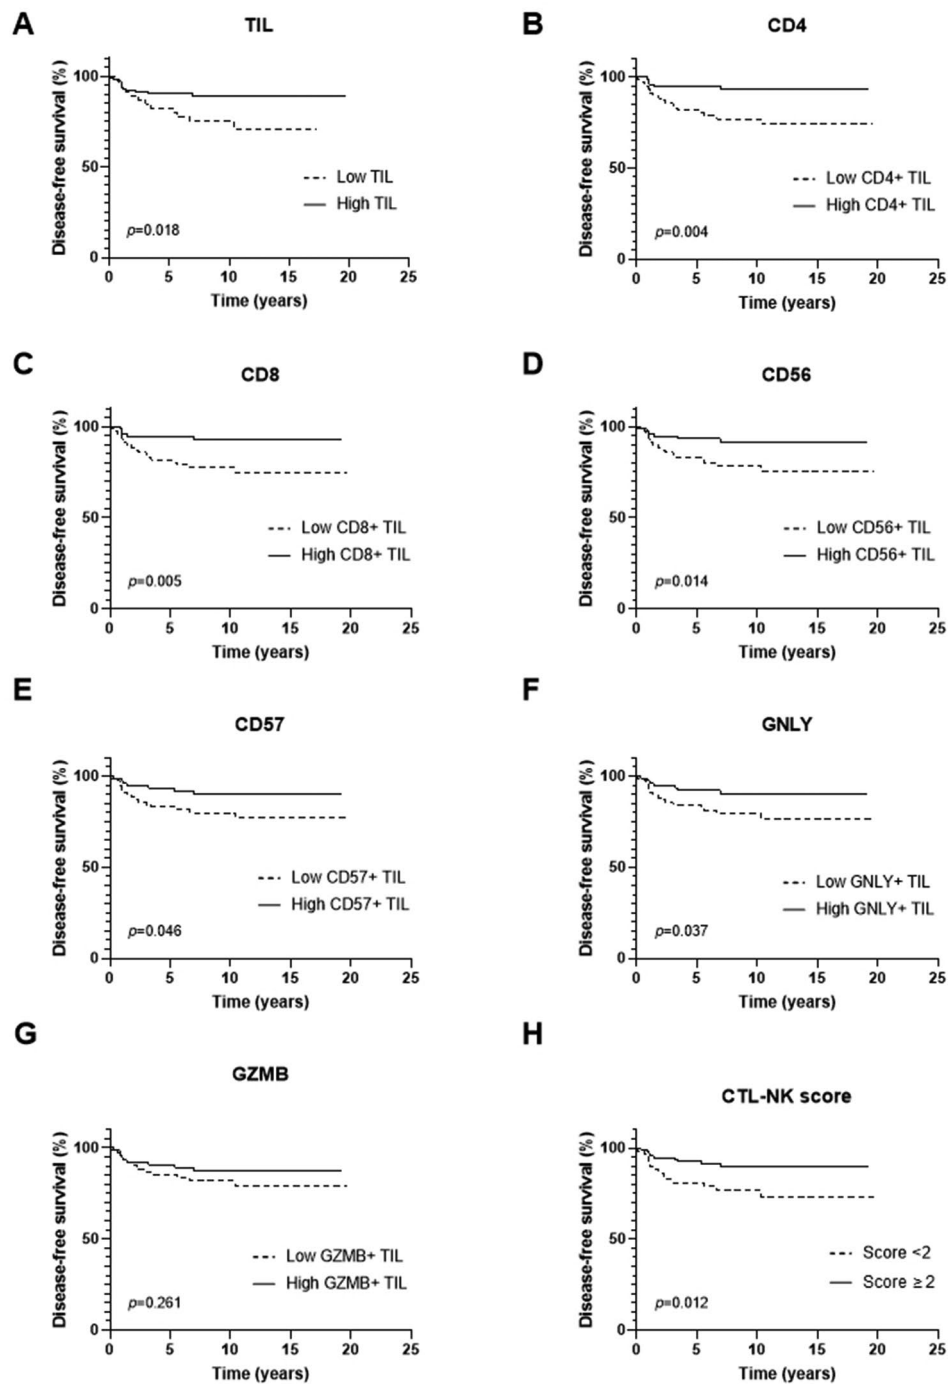 A
TIL
Disease-free survival (%)
100
50
0
0 5 10 15 20 25
Time (years)
Low TIL
High TIL
p=0.018
B
CD4
Disease-free survival (%)
100
50
0
0 5 10 15 20 25
Time (years)
Low CD4+ TIL
High CD4+ TIL
p=0.004
C
CD8
Disease-free survival (%)
100
50
0
0 5 10 15 20 25
Time (years)
Low CD8+ TIL
High CD8+ TIL
p=0.005
D
CD56
Disease-free survival (%)
100
50
0
0 5 10 15 20 25
Time (years)
Low CD56+ TIL
High CD56+ TIL
p=0.014
E
CD57
Disease-free survival (%)
100
50
0
0 5 10 15 20 25
Time (years)
Low CD57+ TIL
High CD57+ TIL
p=0.046
F
GNLY
Disease-free survival (%)
100
50
0
0 5 10 15 20 25
Time (years)
Low GNLY+ TIL
High GNLY+ TIL
p=0.037
G
GZMB
Disease-free survival (%)
100
50
0
0 5 10 15 20 25
Time (years)
Low GZMB+ TIL
High GZMB+ TIL
p=0.261
H
CTL-NK score
Disease-free survival (%)
100
50
0
0 5 10 15 20 25
Time (years)
Score <2
Score ≥2
p=0.012